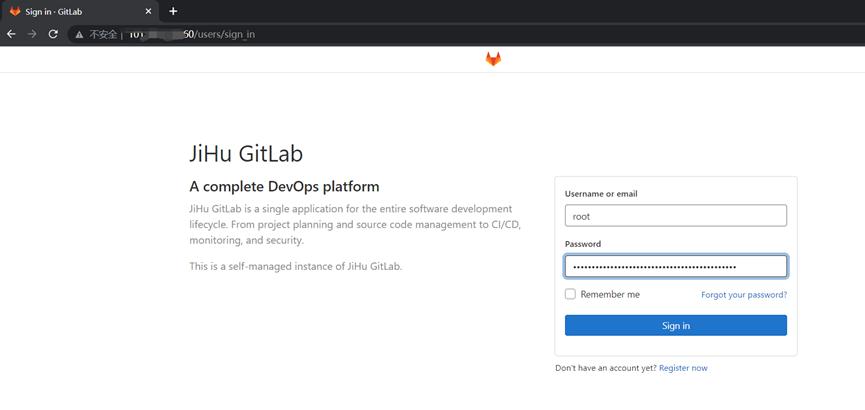 Sign in · GitLab
不安全 | 101. 60/users/sign_in
JiHu GitLab
A complete DevOps platform
JiHu GitLab is a single application for the entire software development
lifecycle. From project planning and source code management to CI/CD,
monitoring, and security.
This is a self-managed instance of JiHu GitLab.
Username or email
root
Password
Remember me
Forgot your password?
Sign in
Don't have an account yet? Register now